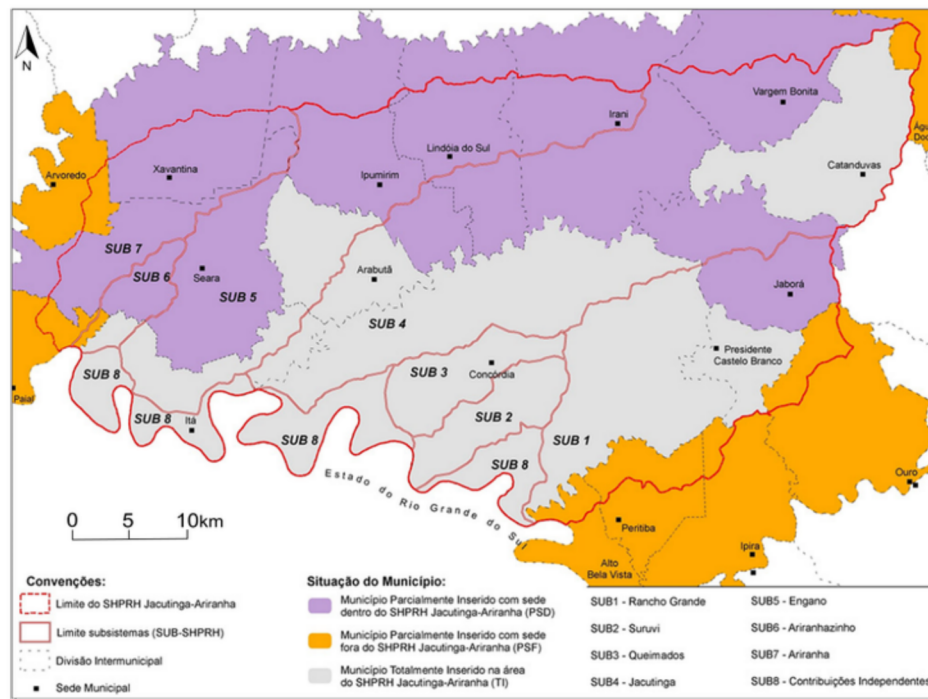 N
Vargem Bonita
Irani
Água
Doce
Lindóia do Sul
Catanduvas
Arvoredo
Xavantina
Ipumirim
SUB 7
SUB 6
Seara
SUB 5
Arabutã
Jaborá
SUB 4
Presidente
Castelo Branco
SUB 3
Concórdia
SUB 8
Paial
SUB 8
Itá
SUB 8
SUB 2
SUB 1
SUB 8
Estado do Rio Grande do Sul
Ouro
Peritiba
Alto
Bela Vista
Ipira
0 5 10km
Convenções:
Limite do SHPRH Jacutinga-Ariranha
Limite subsistemas (SUB-SHPRH)
Divisão Intermunicipal
Sede Municipal
Situação do Município:
Município Parcialmente Inserido com sede
dentro do SHPRH Jacutinga-Ariranha (PSD)
Município Parcialmente Inserido com sede
fora do SHPRH Jacutinga-Ariranha (PSF)
Município Totalmente Inserido na área
do SHPRH Jacutinga-Ariranha (TI)
SUB1 - Rancho Grande
SUB2 - Suruvi
SUB3 - Queimados
SUB4 - Jacutinga
SUB5 - Engano
SUB6 - Ariranhazinho
SUB7 - Ariranha
SUB8 - Contribuições Independentes